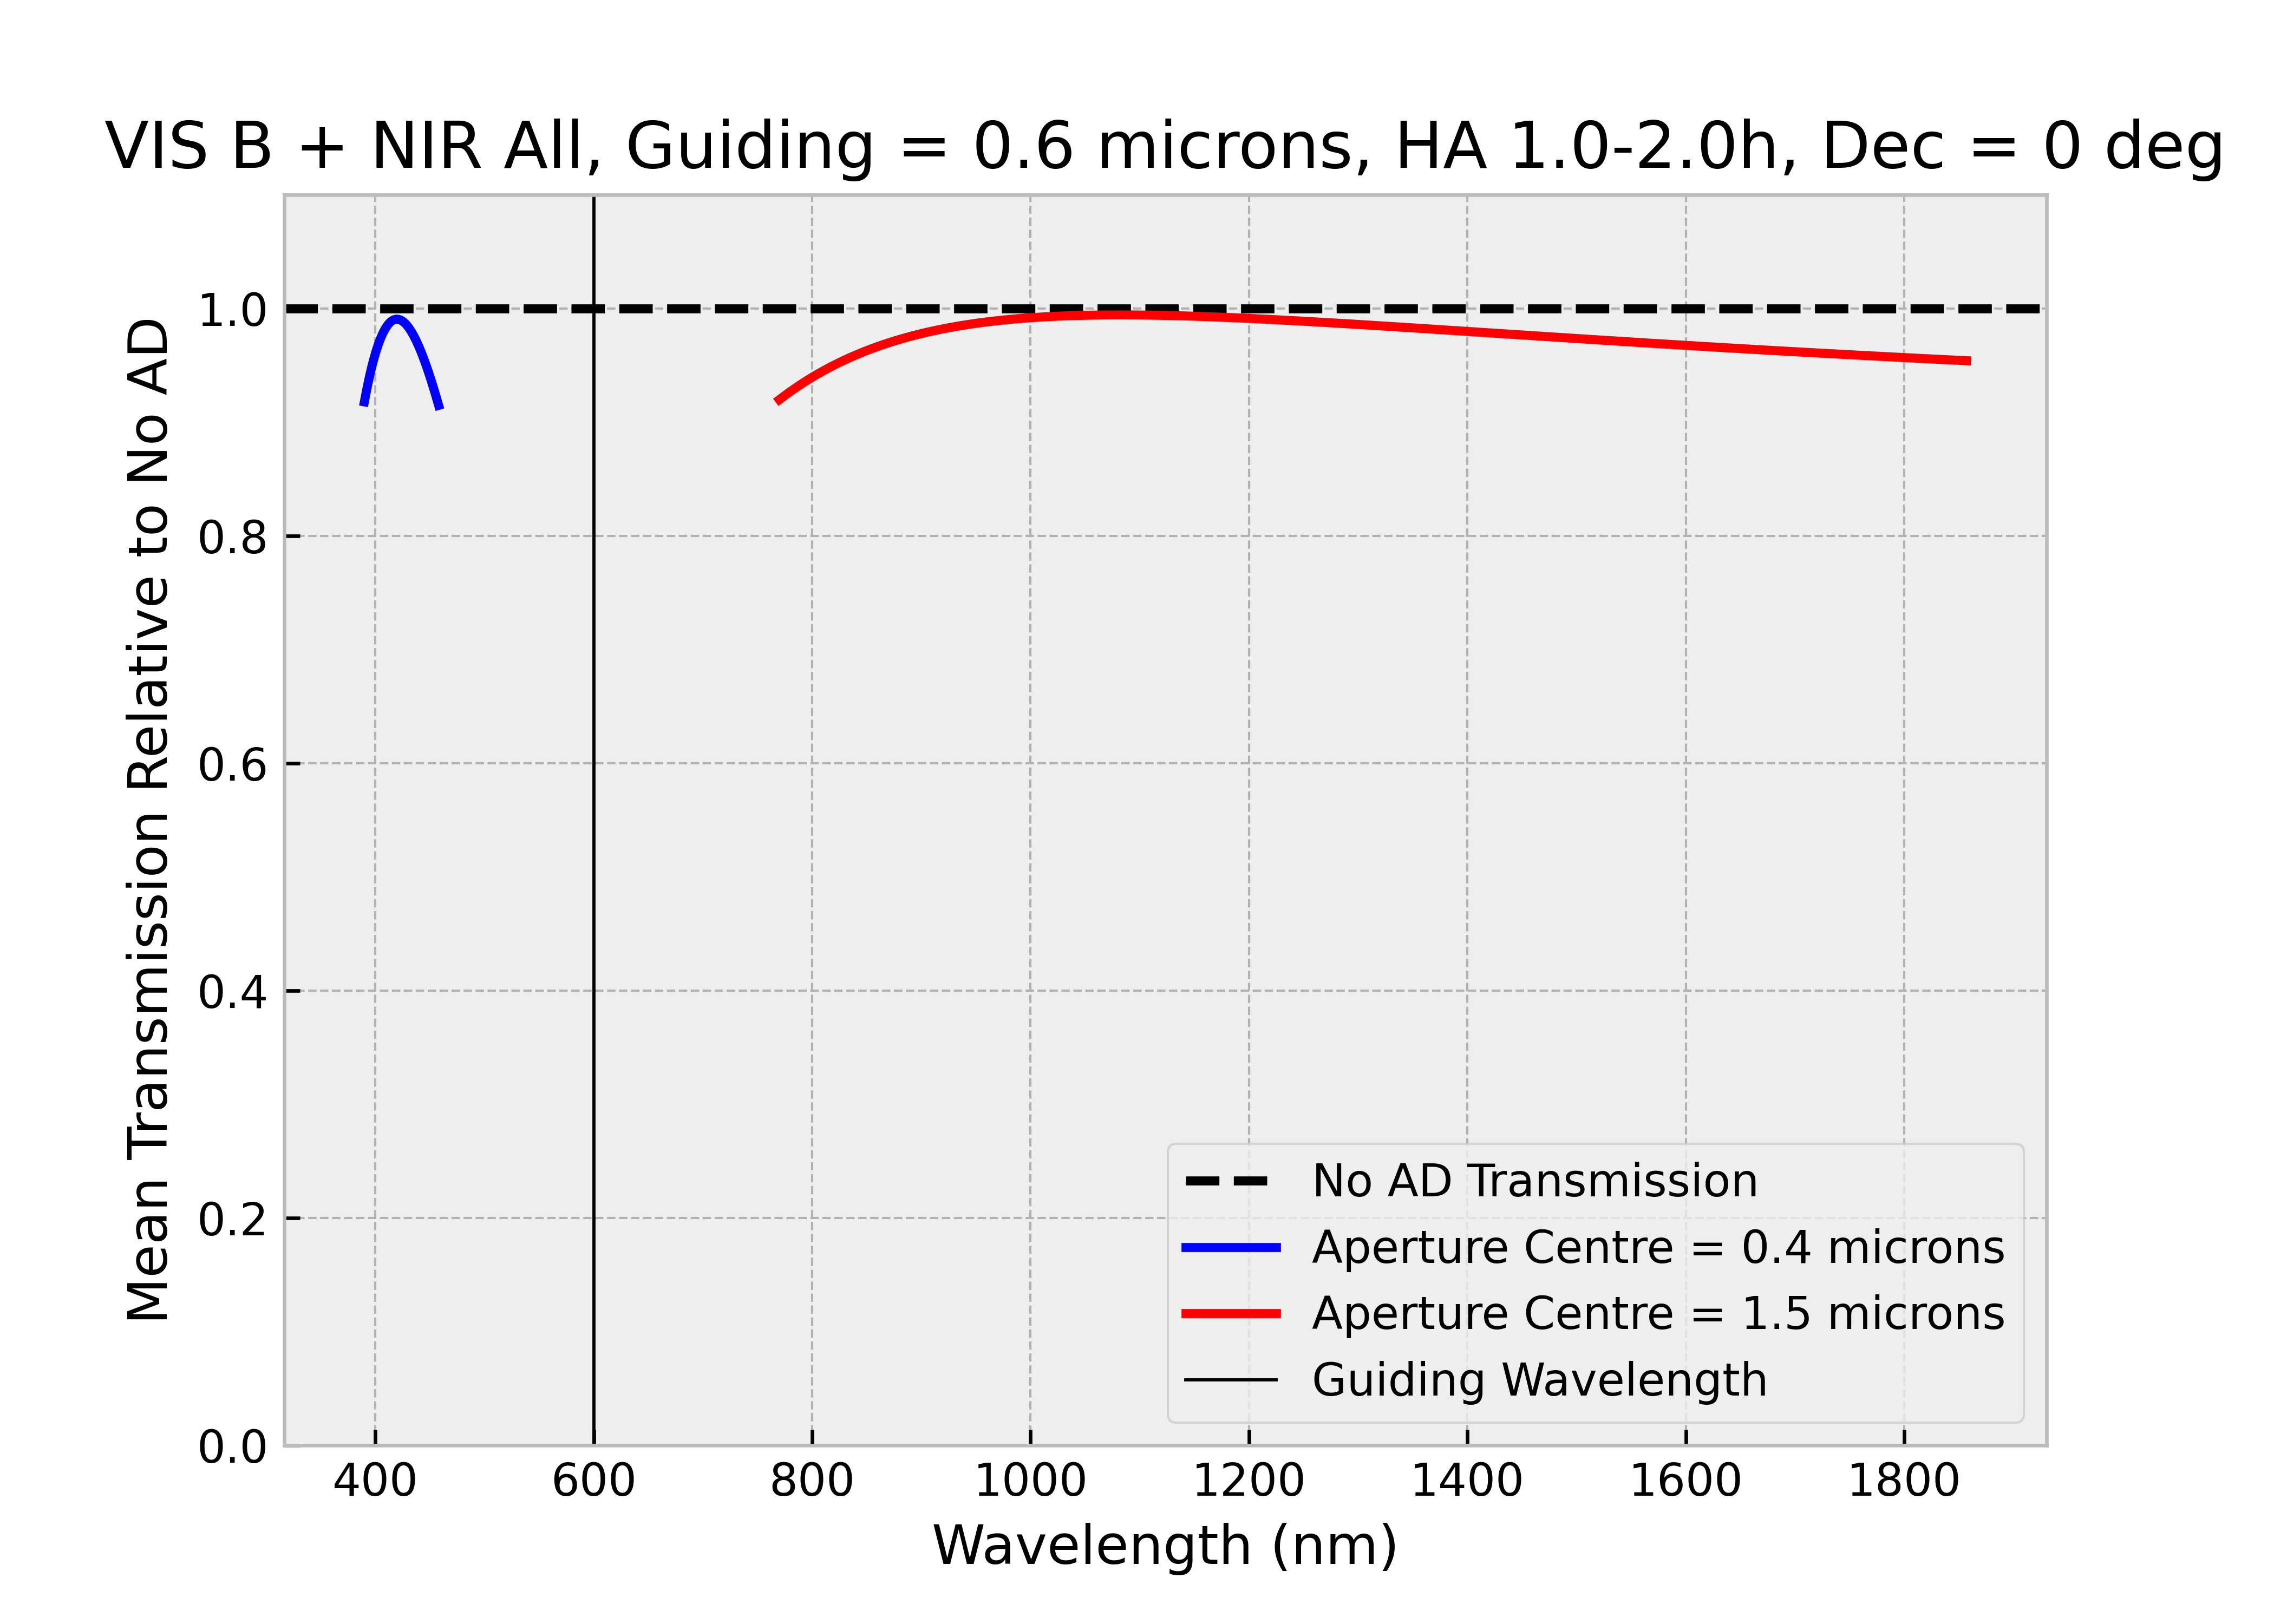 VIS B + NIR All, Guiding = 0.6 microns, HA 1.0-2.0h, Dec = 0 deg
Mean Transmission Relative to No AD
1.0
0.8
0.6
0.4
0.2
0.0
No AD Transmission
Aperture Centre = 0.4 microns
Aperture Centre = 1.5 microns
Guiding Wavelength
400 600 800 1000 1200 1400 1600 1800
Wavelength (nm)